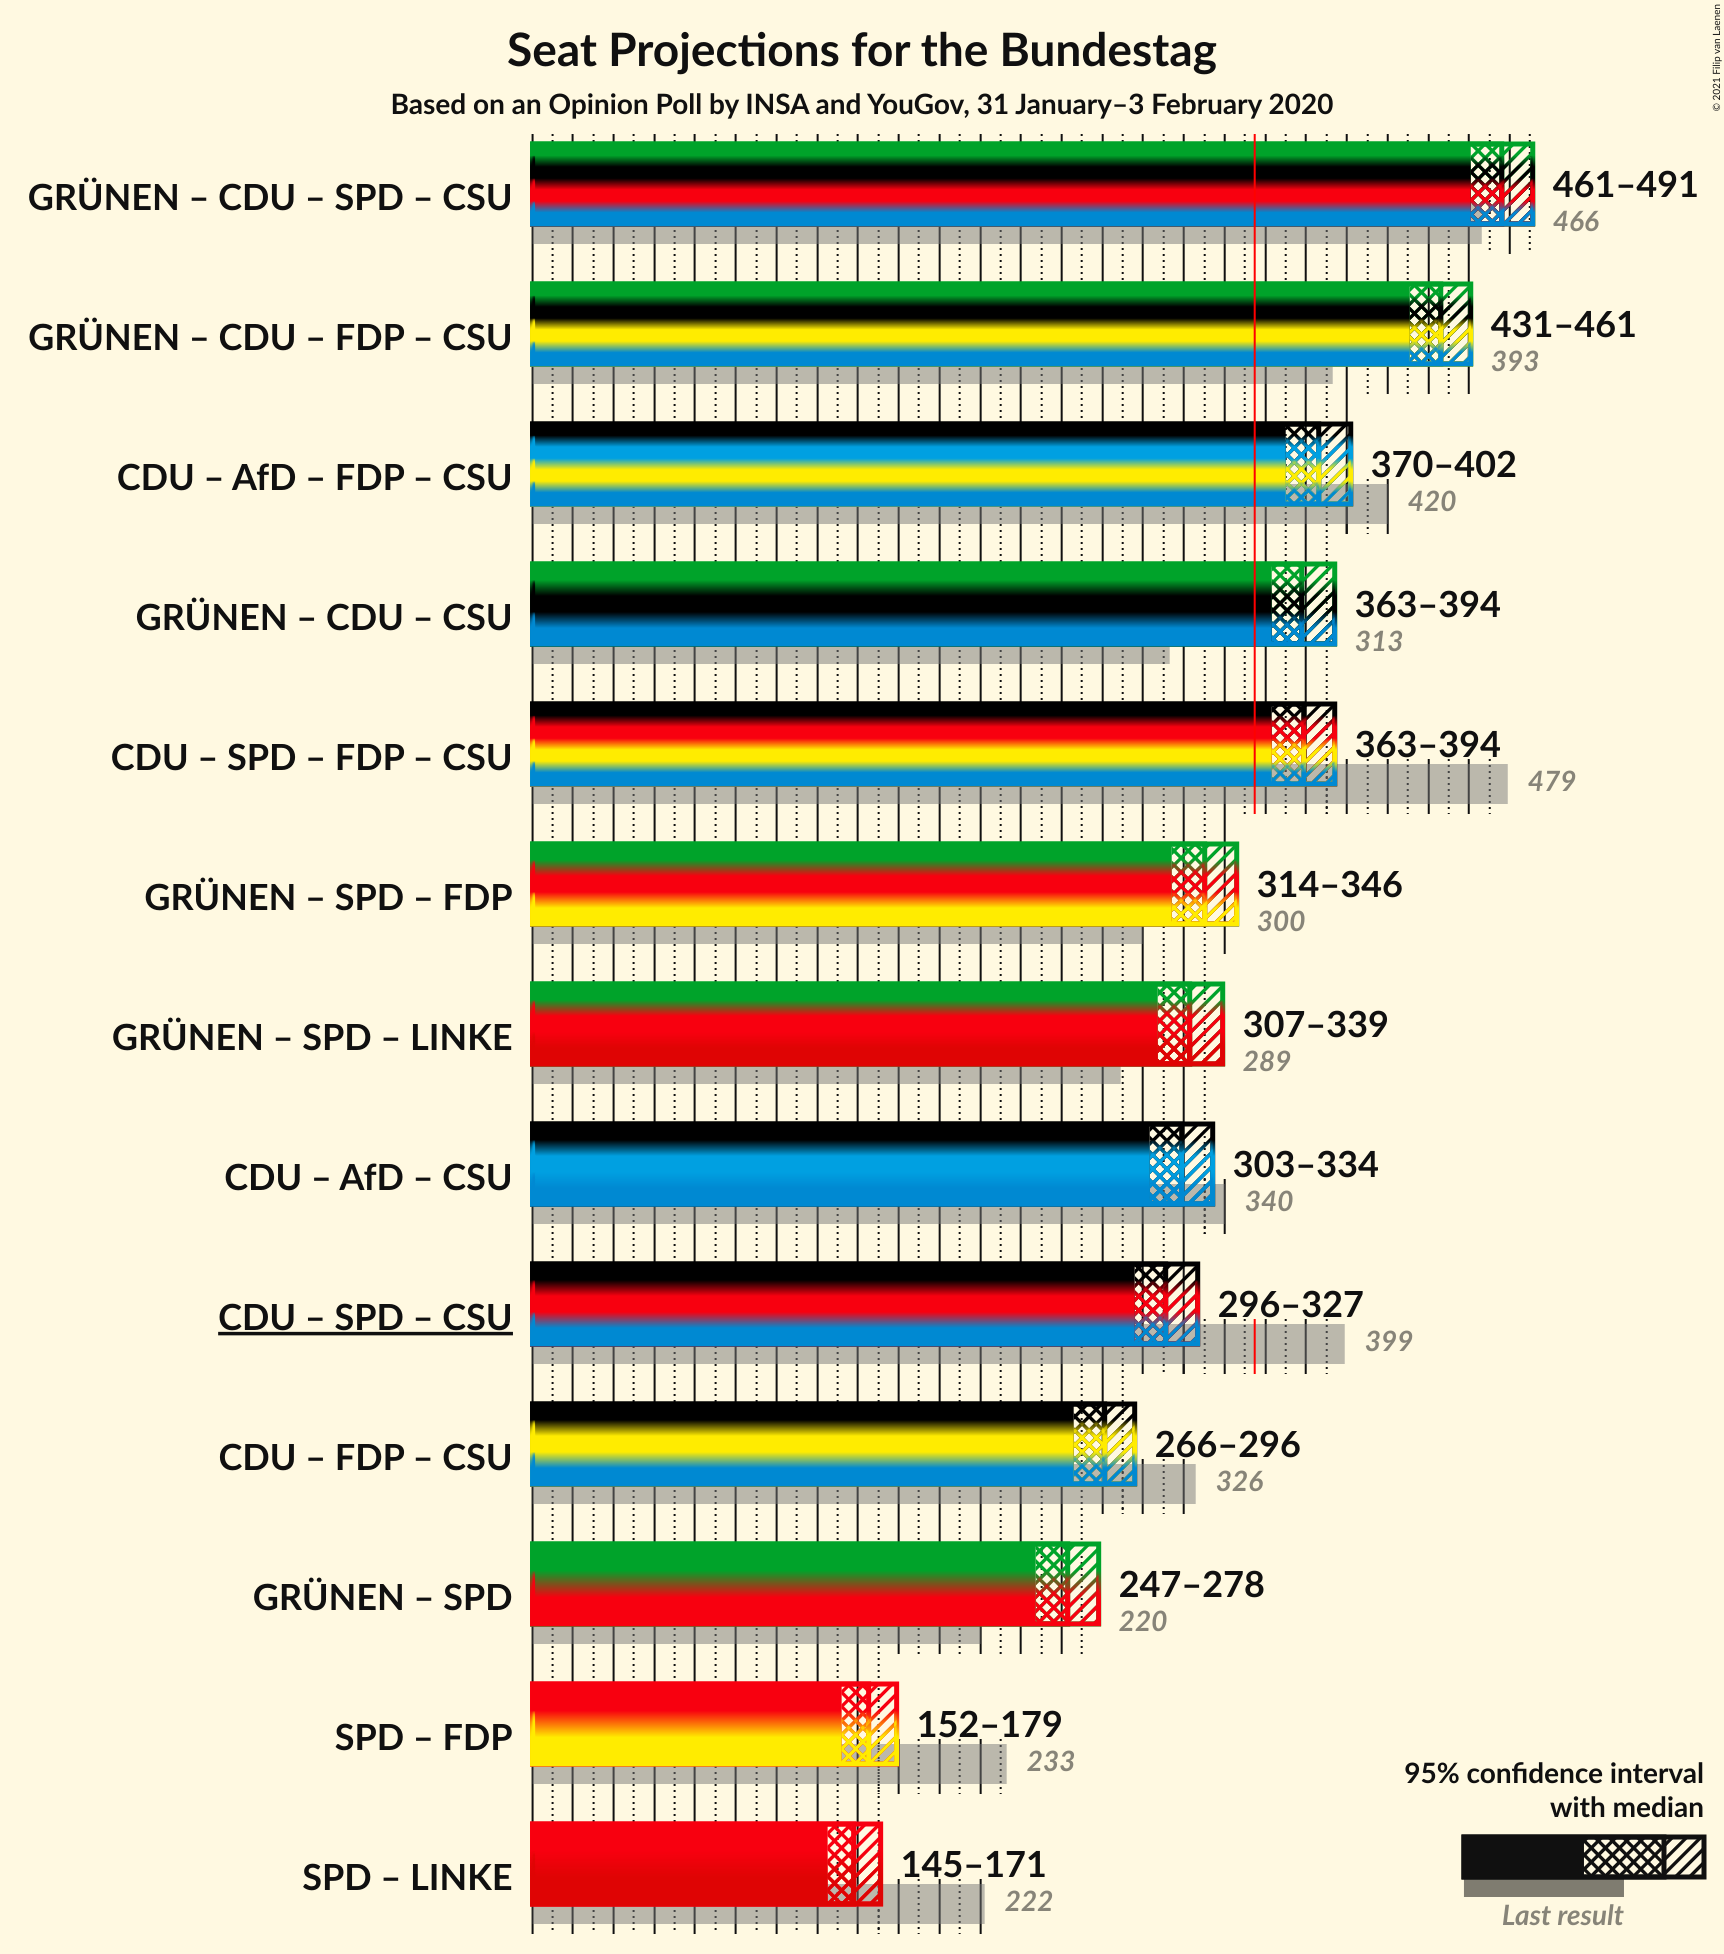 Seat Projections for the Bundestag
Based on an Opinion Poll by INSA and YouGov, 31 January–3 February 2020
© 2021 Filip van Laenen
GRÜNEN – CDU – SPD – CSU
461–491
466
GRÜNEN – CDU – FDP – CSU
431–461
393
CDU – AfD – FDP – CSU
370–402
420
GRÜNEN – CDU – CSU
363–394
313
CDU – SPD – FDP – CSU
363–394
479
GRÜNEN – SPD – FDP
314–346
300
GRÜNEN – SPD – LINKE
307–339
289
CDU – AfD – CSU
303–334
340
CDU – SPD – CSU
296–327
399
CDU – FDP – CSU
266–296
326
GRÜNEN – SPD
247–278
220
SPD – FDP
152–179
233
SPD – LINKE
145–171
222
95% confidence interval
with median
Last result